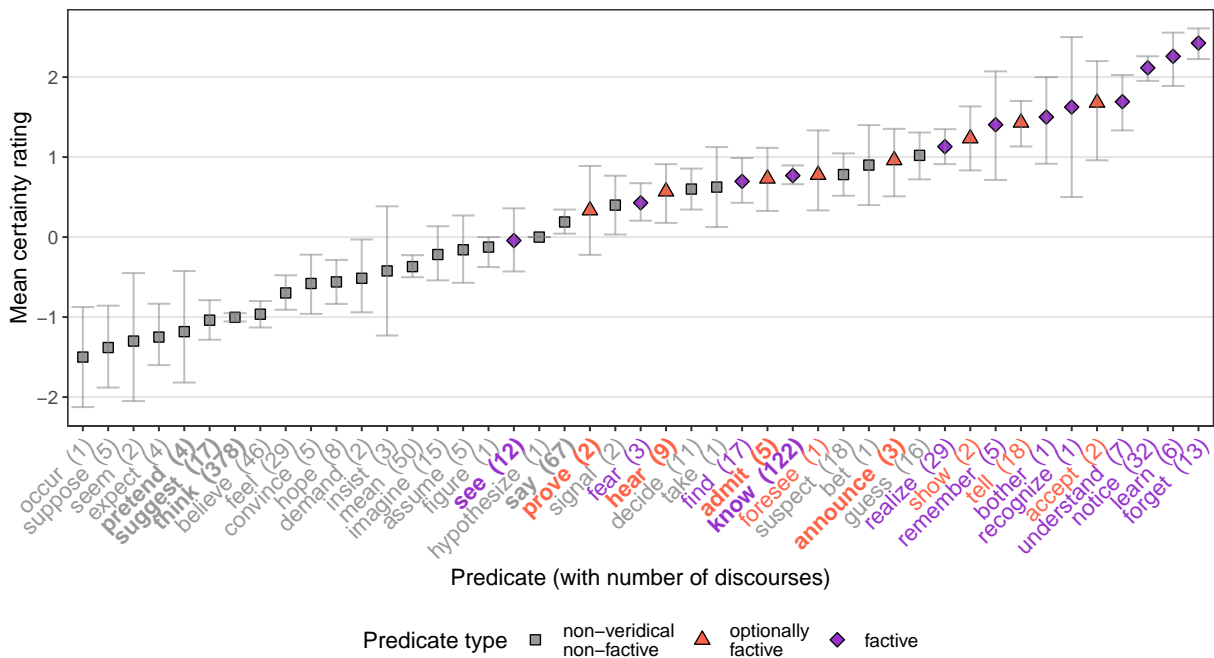 Mean certainty rating
2
1
0
−1
−2
occur (1)
suppose (5)
seem (2)
expect (4)
pretend (4)
suggest (17)
think (378)
believe (46)
feel (29)
convince (5)
hope (8)
demand (2)
insist (3)
mean (50)
imagine (15)
assume (5)
figure (1)
see (12)
hypothesize (1)
say (67)
prove (2)
signal (2)
fear (3)
hear (9)
decide (11)
take (1)
find (17)
admit (5)
know (122)
foresee (1)
suspect (18)
bet (1)
announce (3)
guess (16)
realize (29)
show (2)
remember (5)
tell (18)
bother (1)
recognize (1)
accept (2)
understand (7)
notice (32)
learn (6)
forget (13)
Predicate (with number of discourses)
Predicate type
non−veridical
non−factive
optionally
factive
factive